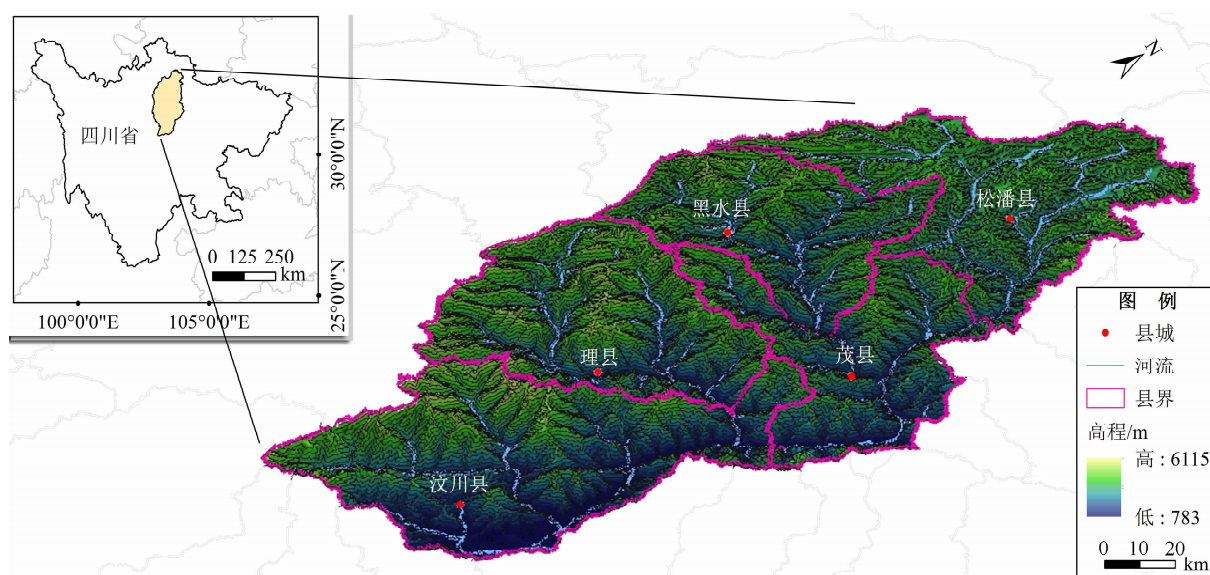 四川省
0 125 250
km
100°0'0"E
105°0'0"E
30°0'0"N
25°0'0"N
N
松潘县
黑水县
理县
茂县
汶川县
图 例
县城
河流
县界
高程/m
高：6115
低：783
0 10 20
km